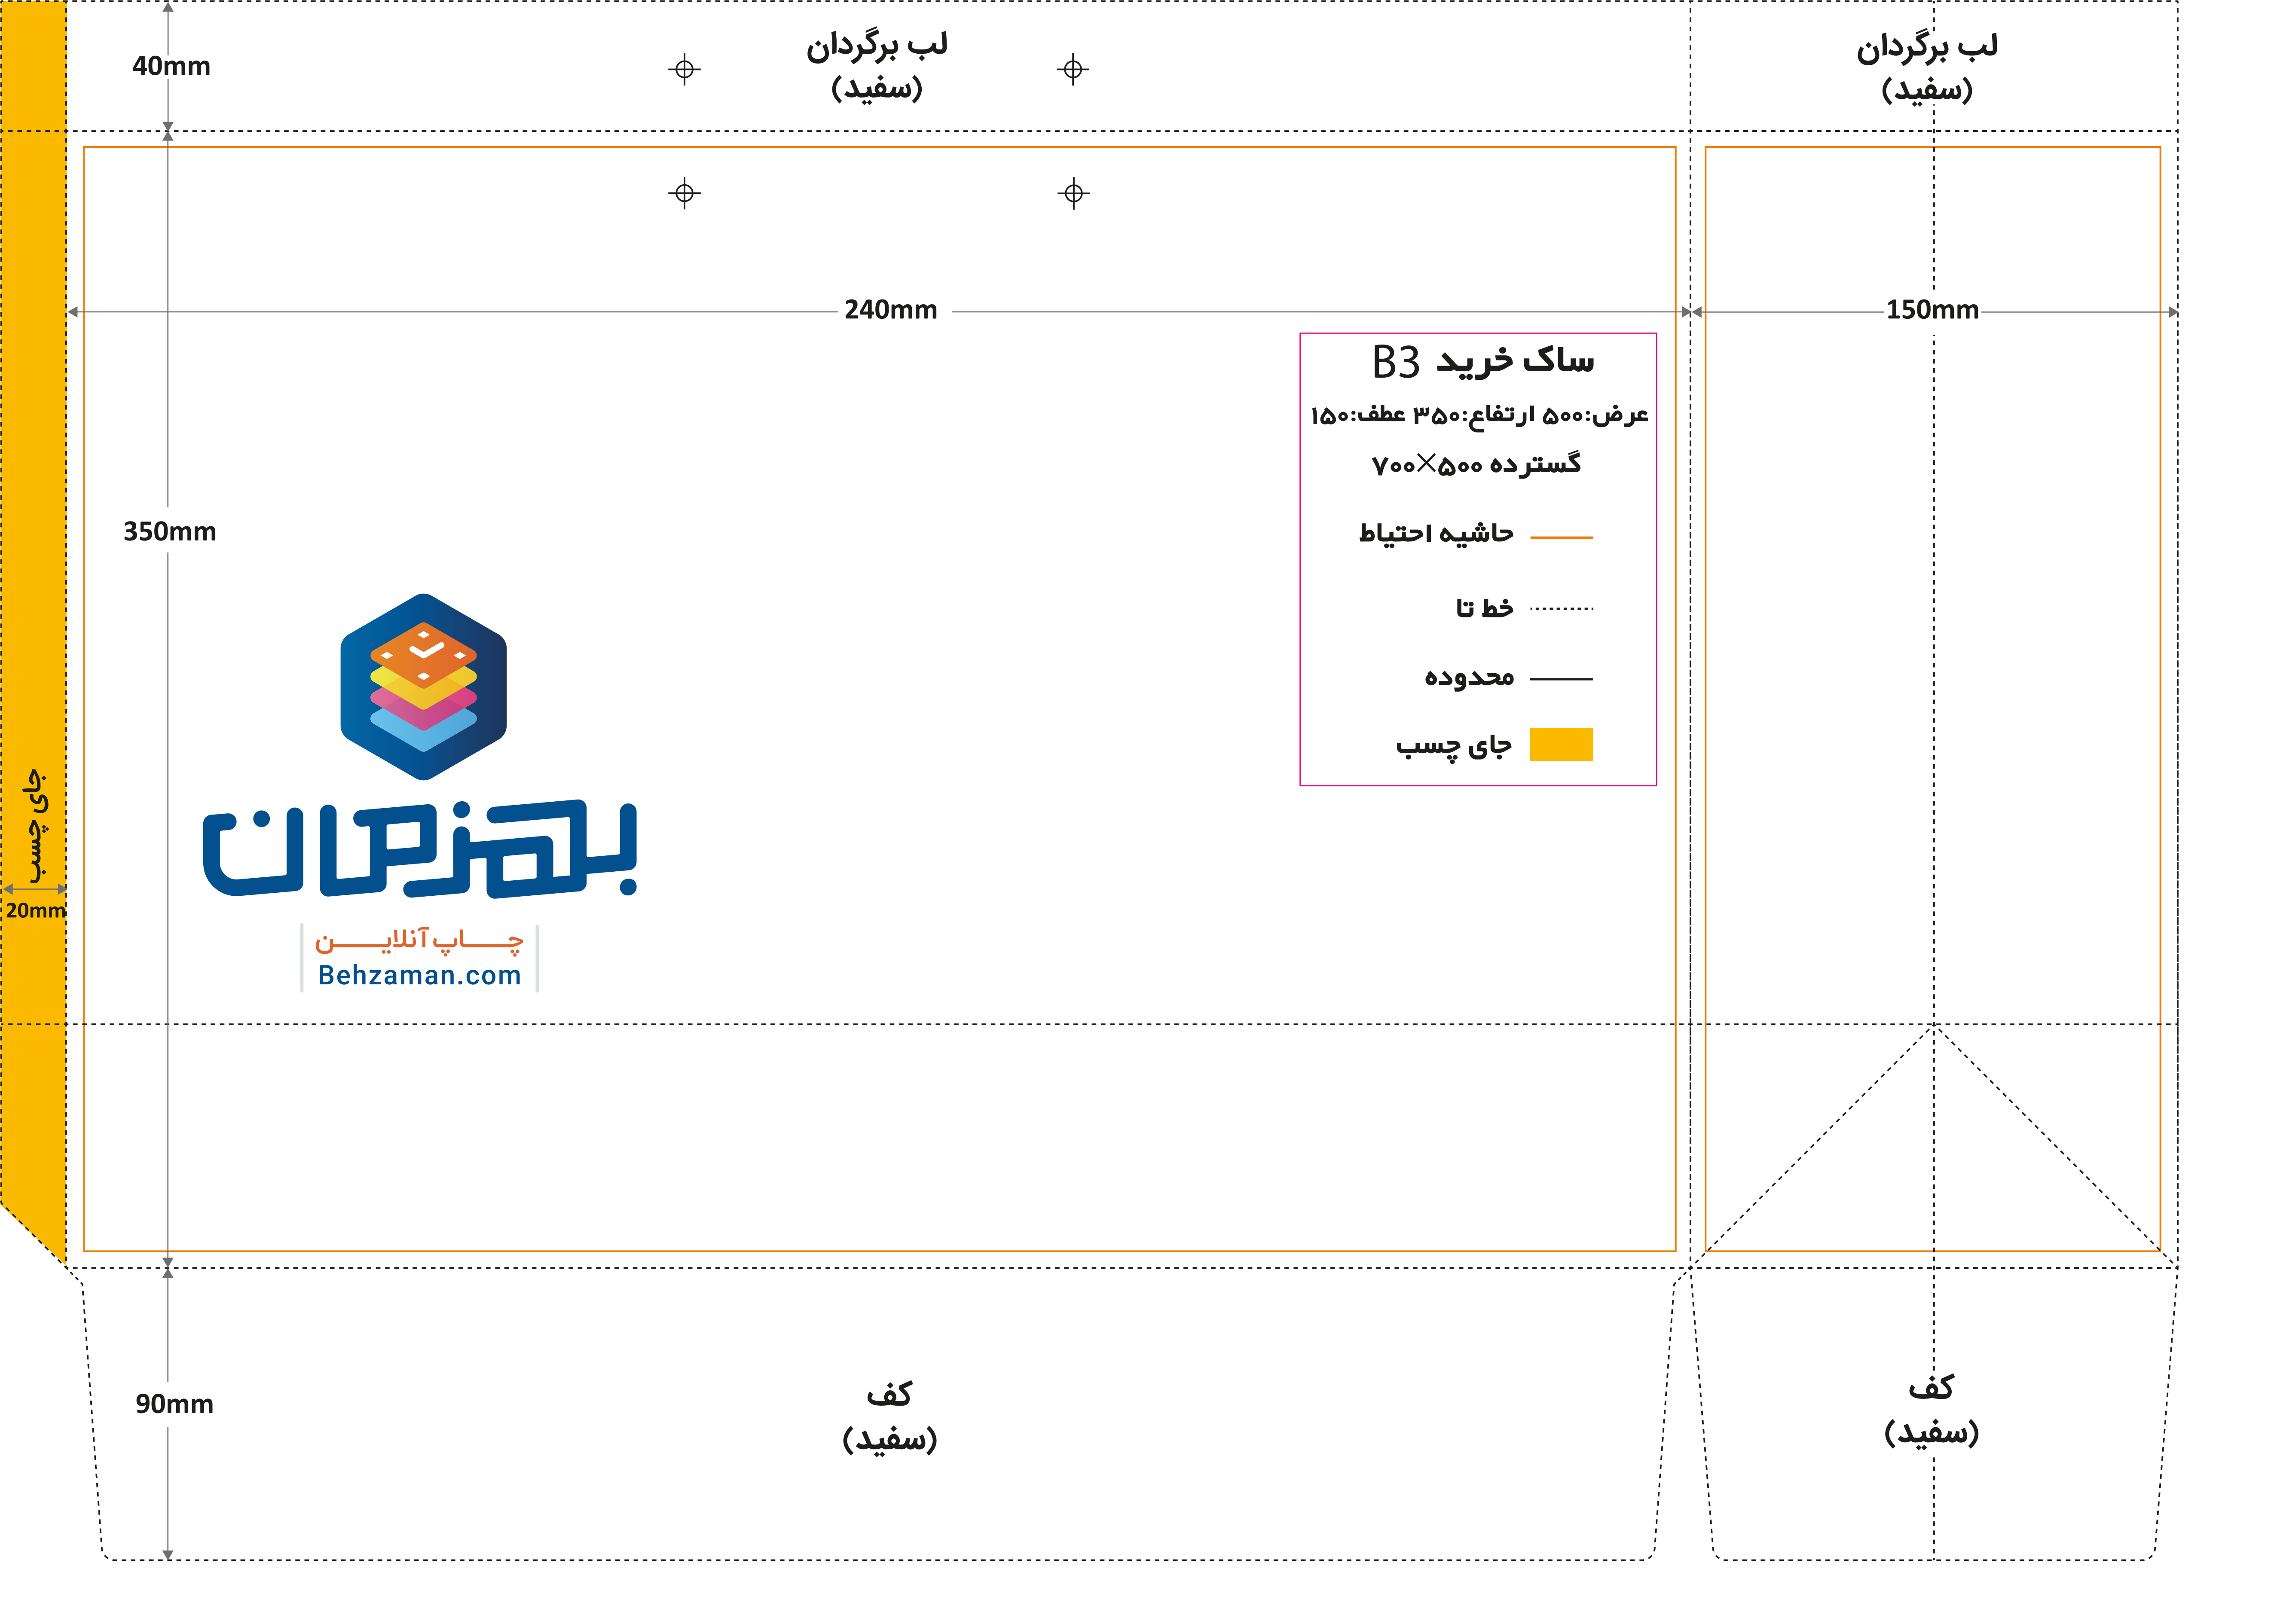 لب برگردان
(سفید)
لب برگردان
(سفید)
40mm
240mm
150mm
ساک خرید B3
عرض:۵۰۰ ارتفاع:۳۵۰ عطف:۱۵۰
گسترده ۵۰۰×۷۰۰
حاشیه احتیاط
خط تا
محدوده
جای چسب
350mm
بهزمان
چاپ آنلاین
Behzaman.com
جای چسب
20mm
90mm
کف
(سفید)
کف
(سفید)